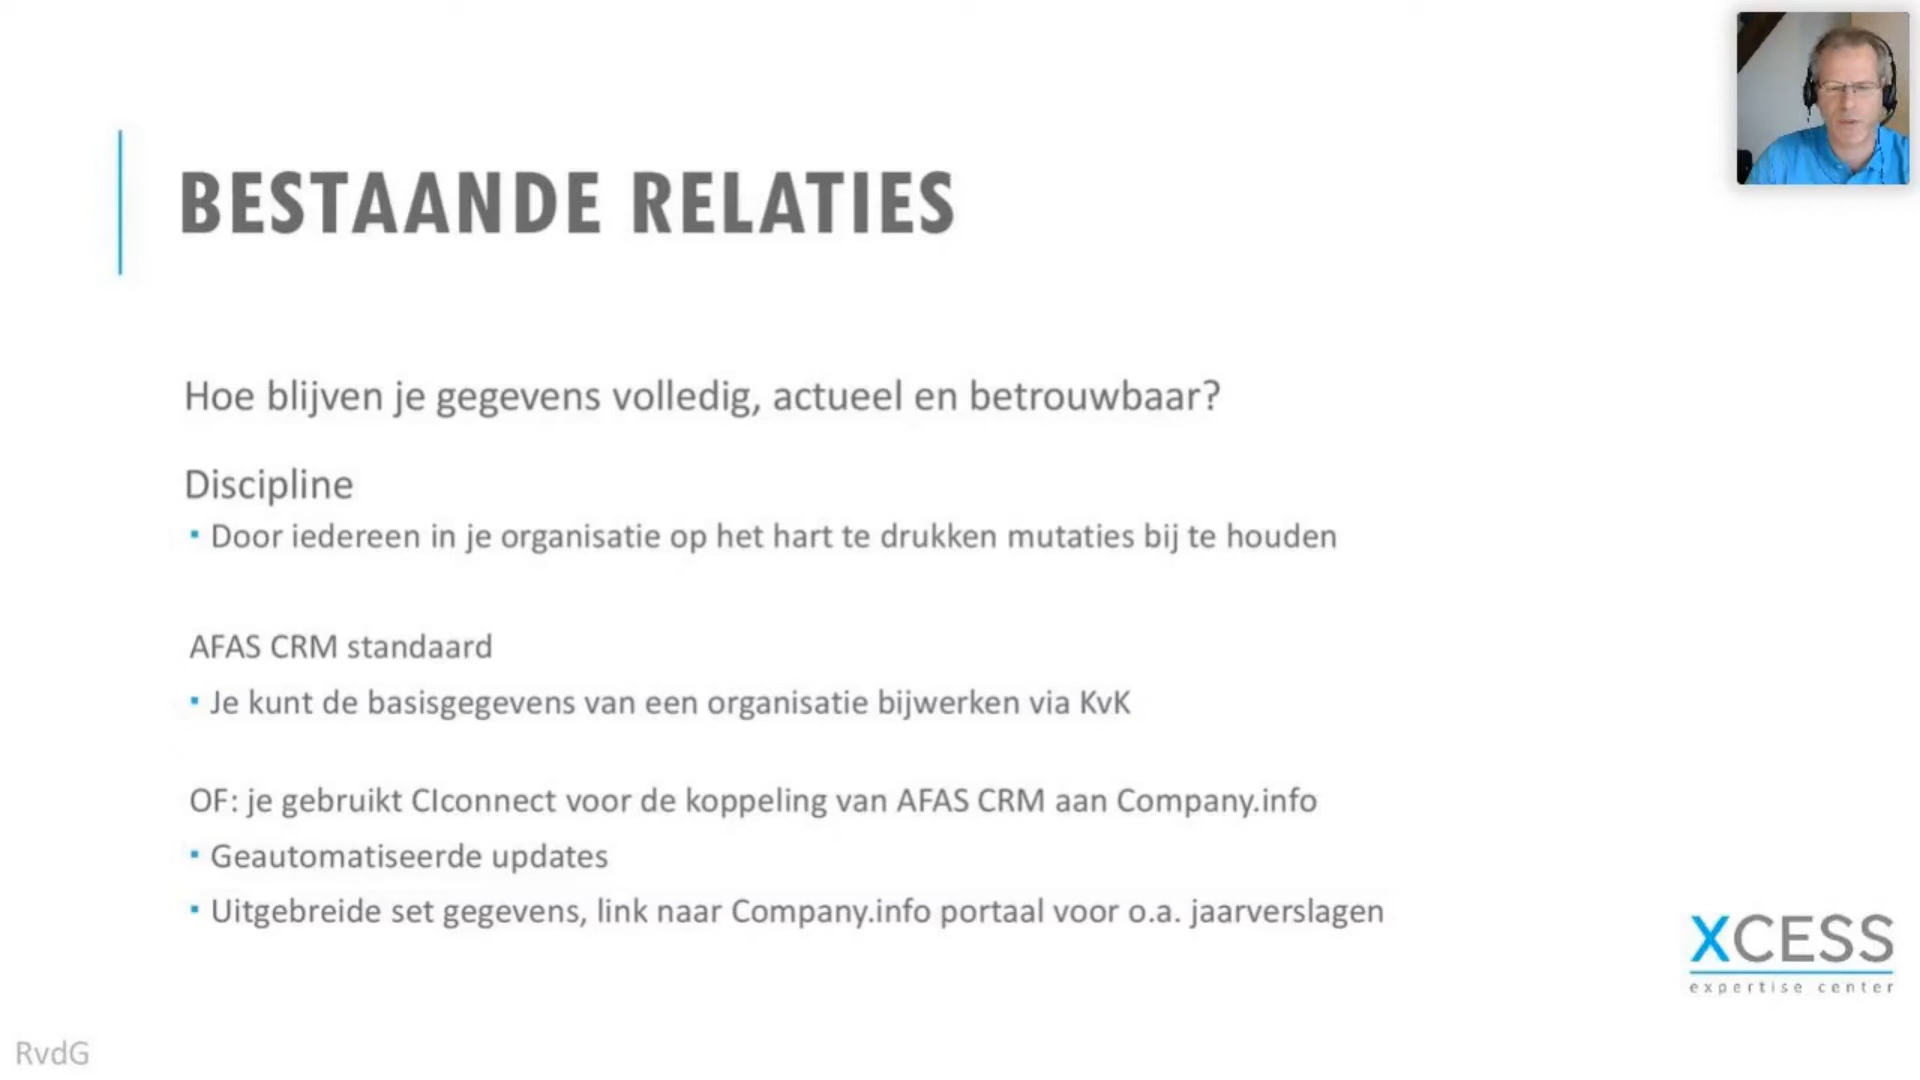 BESTAANDE RELATIES
Hoe blijven je gegevens volledig, actueel en betrouwbaar?
Discipline
▪ Door iedereen in je organisatie op het hart te drukken mutaties bij te houden
AFAS CRM standaard
▪ Je kunt de basisgegevens van een organisatie bijwerken via KvK
OF: je gebruikt CIconnect voor de koppeling van AFAS CRM aan Company.info
▪ Geautomatiseerde updates
▪ Uitgebreide set gegevens, link naar Company.info portaal voor o.a. jaarverslagen
XCESS
expertise center
RvdG